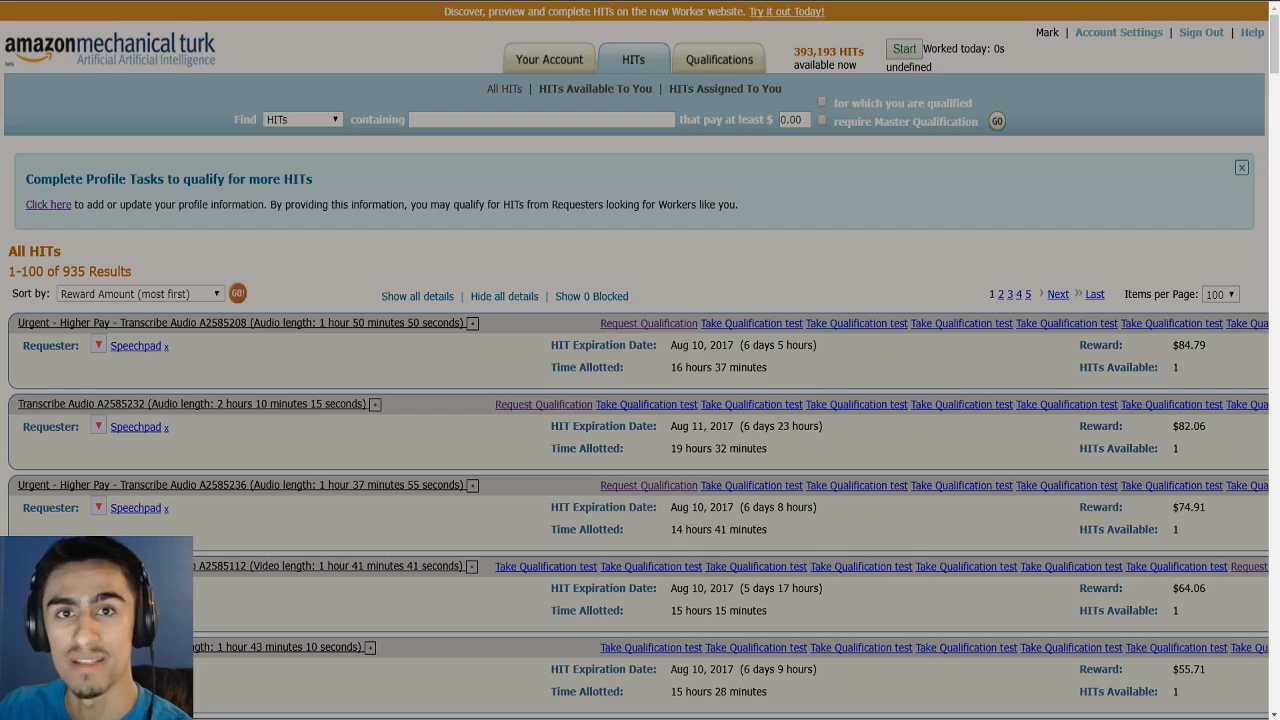 Discover, preview and complete HITs on the new Worker website. Try it out Today!
Mark | Account Settings | Sign Out | Help
amazonmechanical turk
Artificial Artificial Intelligence
beta
Your Account HITs Qualifications
393,193 HITs
available now
Start Worked today: 0s
undefined
All HITs | HITs Available To You | HITs Assigned To You
Find HITs containing that pay at least $ 0.00
for which you are qualified
require Master Qualification GO
Complete Profile Tasks to qualify for more HITs x
Click here to add or update your profile information. By providing this information, you may qualify for HITs from Requesters looking for Workers like you.
All HITs
1-100 of 935 Results
Sort by: Reward Amount (most first) GO! Show all details | Hide all details | Show 0 Blocked 1 2 3 4 5 › Next » Last Items per Page: 100
Urgent - Higher Pay - Transcribe Audio A2585208 (Audio length: 1 hour 50 minutes 50 seconds) + Request Qualification Take Qualification test Take Qualification test Take Qualification test Take Qualification test Take Qualification test Take Qua
Requester: Speechpad x HIT Expiration Date: Aug 10, 2017 (6 days 5 hours) Reward: $84.79
Time Allotted: 16 hours 37 minutes HITs Available: 1
Transcribe Audio A2585232 (Audio length: 2 hours 10 minutes 15 seconds) + Request Qualification Take Qualification test Take Qualification test Take Qualification test Take Qualification test Take Qualification test Take Qualification test Take Qua
Requester: Speechpad x HIT Expiration Date: Aug 11, 2017 (6 days 23 hours) Reward: $82.06
Time Allotted: 19 hours 32 minutes HITs Available: 1
Urgent - Higher Pay - Transcribe Audio A2585236 (Audio length: 1 hour 37 minutes 55 seconds) + Request Qualification Take Qualification test Take Qualification test Take Qualification test Take Qualification test Take Qualification test Take Qua
Requester: Speechpad x HIT Expiration Date: Aug 10, 2017 (6 days 8 hours) Reward: $74.91
Time Allotted: 14 hours 41 minutes HITs Available: 1
A2585112 (Video length: 1 hour 41 minutes 41 seconds) + Take Qualification test Take Qualification test Take Qualification test Take Qualification test Take Qualification test Take Qualification test Take Qualification test Request
HIT Expiration Date: Aug 10, 2017 (5 days 17 hours) Reward: $64.06
Time Allotted: 15 hours 15 minutes HITs Available: 1
gth: 1 hour 43 minutes 10 seconds) + Take Qualification test Take Qualification test Take Qualification test Take Qualification test Take Qualification test Take Qualification test Take Qu
HIT Expiration Date: Aug 10, 2017 (6 days 9 hours) Reward: $55.71
Time Allotted: 15 hours 28 minutes HITs Available: 1